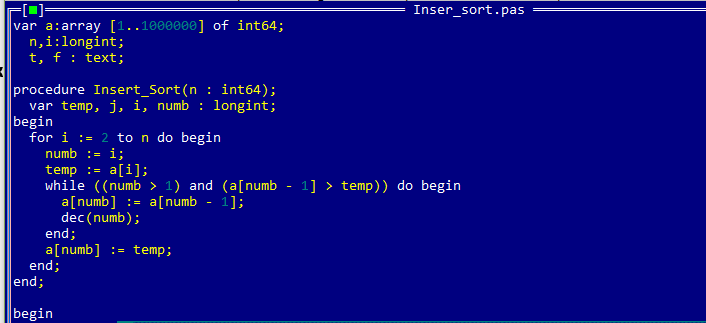 [■] Inser_sort.pas
var a:array [1..1000000] of int64;
  n,i:longint;
  t, f : text;

procedure Insert_Sort(n : int64);
  var temp, j, i, numb : longint;
begin
  for i := 2 to n do begin
    numb := i;
    temp := a[i];
    while ((numb > 1) and (a[numb - 1] > temp)) do begin
      a[numb] := a[numb - 1];
      dec(numb);
    end;
    a[numb] := temp;
  end;
end;

begin